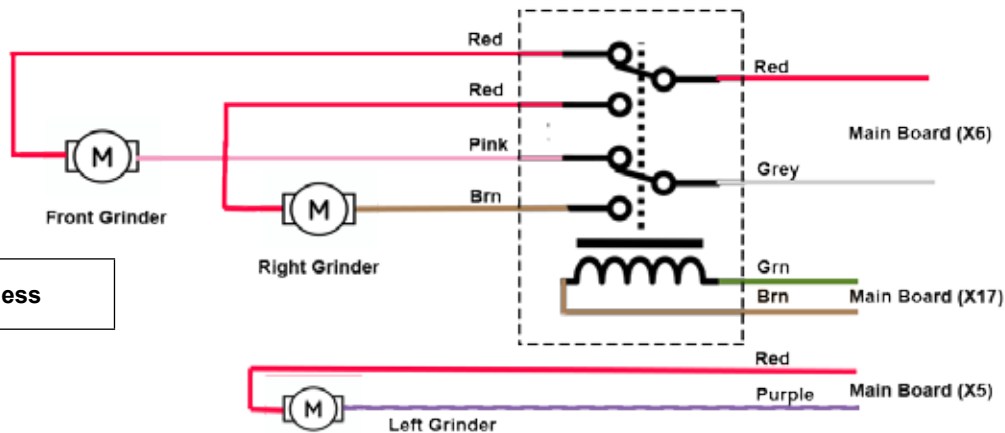 Red
Red
Red
Main Board (X6)
Pink
Grey
M
Front Grinder
Brn
M
Right Grinder
Grn
ess
Brn
Main Board (X17)
Red
Purple
Main Board (X5)
M
Left Grinder